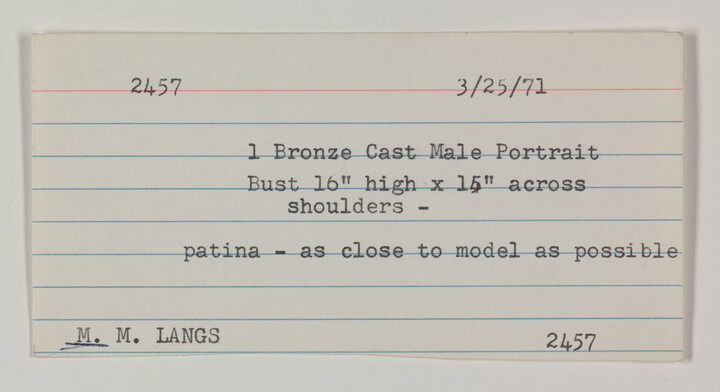 2457 3/25/71
1 Bronze Cast Male Portrait
Bust 16" high x 15" across
shoulders -
patina - as close to model as possible
M. M. LANGS 2457